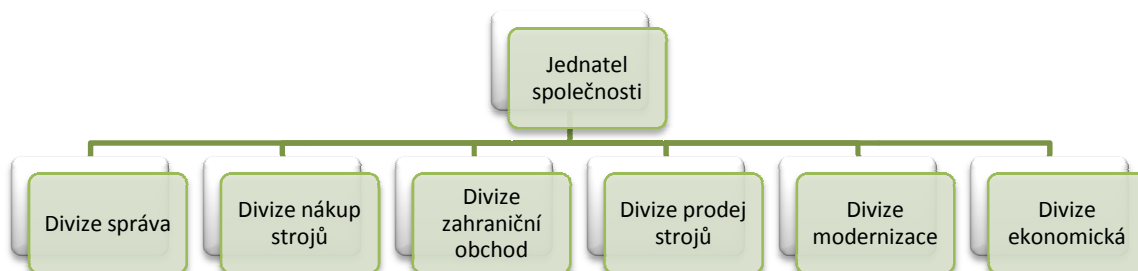 Jednatel
společnosti
Divize správa
Divize nákup
strojů
Divize
zahraniční
obchod
Divize prodej
strojů
Divize
modernizace
Divize
ekonomická